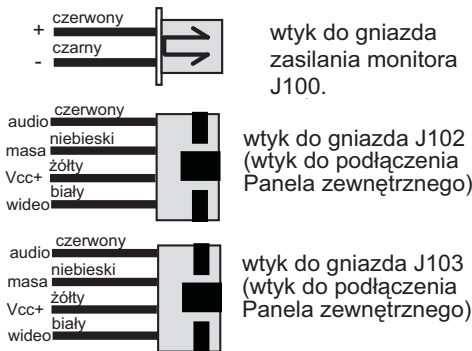 + czerwony
- czarny
wtyk do gniazda
zasilania monitora
J100.
audio czerwony
masa niebieski
Vcc+ żółty
wideo biały
wtyk do gniazda J102
(wtyk do podłączenia
Panela zewnętrznego)
audio czerwony
masa niebieski
Vcc+ żółty
wideo biały
wtyk do gniazda J103
(wtyk do podłączenia
Panela zewnętrznego)